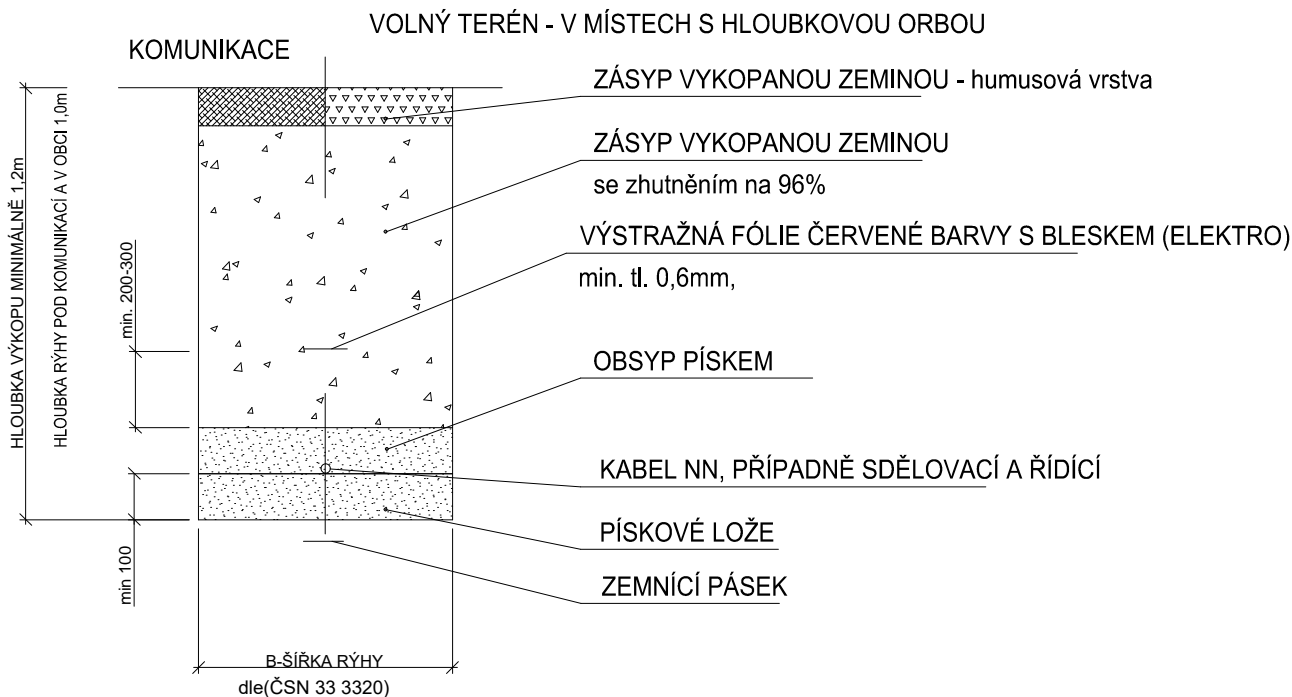 VOLNÝ TERÉN - V MÍSTECH S HLOUBKOVOU ORBOU
KOMUNIKACE
ZÁSYP VYKOPANOU ZEMINOU - humusová vrstva
ZÁSYP VYKOPANOU ZEMINOU
se zhutněním na 96%
VÝSTRAŽNÁ FÓLIE ČERVENÉ BARVY S BLESKEM (ELEKTRO)
min. tl. 0,6mm,
OBSYP PÍSKEM
KABEL NN, PŘÍPADNĚ SDĚLOVACÍ A ŘÍDÍCÍ
PÍSKOVÉ LOŽE
ZEMNÍCÍ PÁSEK
HLOUBKA VÝKOPU MINIMÁLNĚ 1,2m
HLOUBKA RÝHY POD KOMUNIKACÍ A V OBCI 1,0m
min. 200-300
min 100
B-ŠÍŘKA RÝHY
dle(ČSN 33 3320)